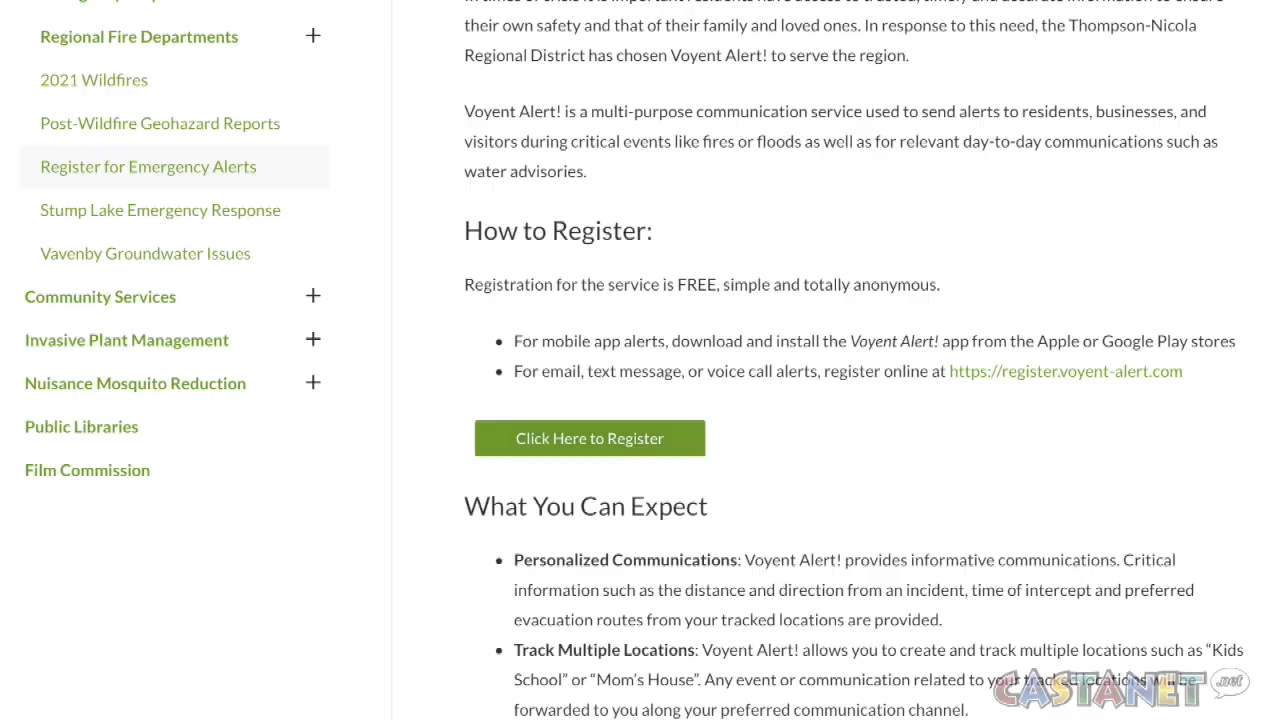 Regional Fire Departments
2021 Wildfires
Post-Wildfire Geohazard Reports
Register for Emergency Alerts
Stump Lake Emergency Response
Vavenby Groundwater Issues
Community Services
Invasive Plant Management
Nuisance Mosquito Reduction
Public Libraries
Film Commission
their own safety and that of their family and loved ones. In response to this need, the Thompson-Nicola
Regional District has chosen Voyent Alert! to serve the region.
Voyent Alert! is a multi-purpose communication service used to send alerts to residents, businesses, and
visitors during critical events like fires or floods as well as for relevant day-to-day communications such as
water advisories.
How to Register:
Registration for the service is FREE, simple and totally anonymous.
• For mobile app alerts, download and install the Voyent Alert! app from the Apple or Google Play stores
• For email, text message, or voice call alerts, register online at https://register.voyent-alert.com
Click Here to Register
What You Can Expect
• Personalized Communications: Voyent Alert! provides informative communications. Critical
information such as the distance and direction from an incident, time of intercept and preferred
evacuation routes from your tracked locations are provided.
• Track Multiple Locations: Voyent Alert! allows you to create and track multiple locations such as “Kids
School” or “Mom’s House”. Any event or communication related to your tracked locations will be
forwarded to you along your preferred communication channel.
CASTANET .net